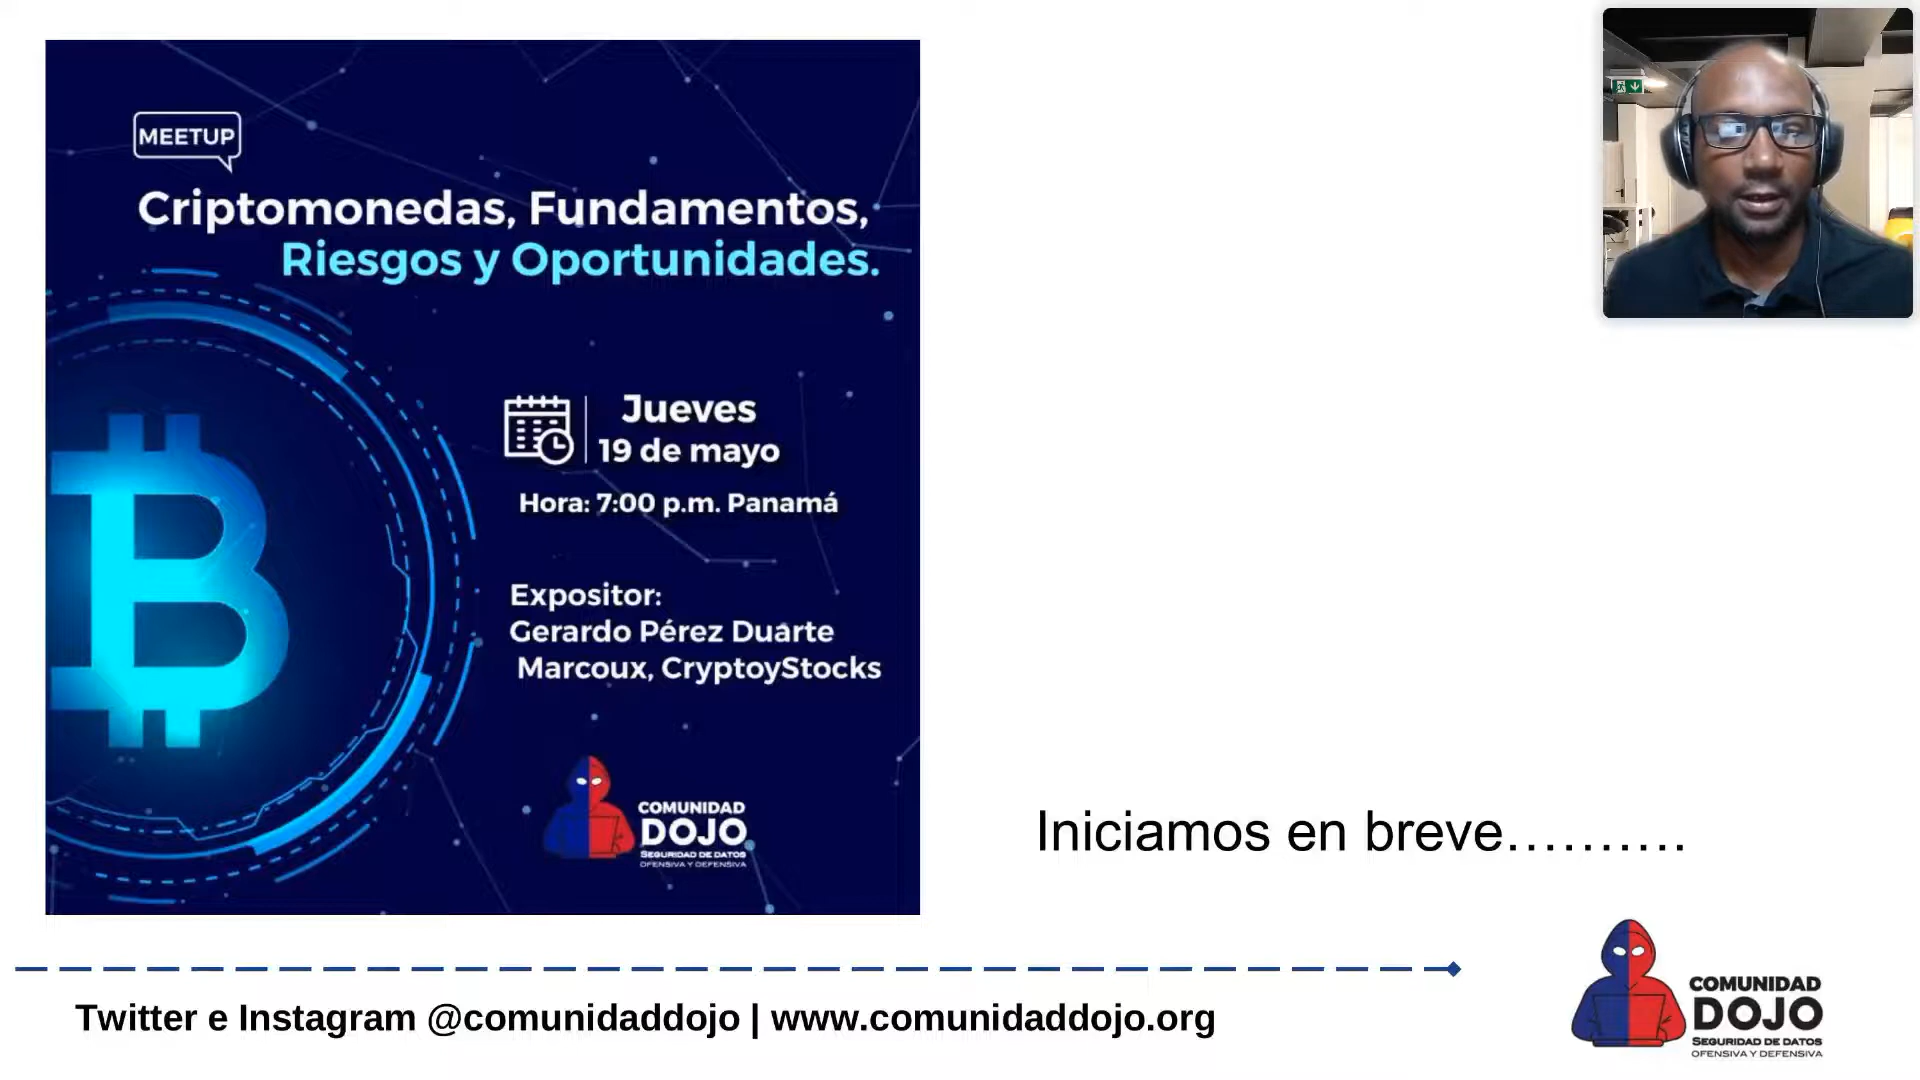 MEETUP
Criptomonedas, Fundamentos,
Riesgos y Oportunidades.
Jueves
19 de mayo
Hora: 7:00 p.m. Panamá
Expositor:
Gerardo Pérez Duarte
Marcoux, CryptoyStocks
COMUNIDAD
DOJO
SEGURIDAD DE DATOS
OFENSIVA Y DEFENSIVA
Iniciamos en breve..........
Twitter e Instagram @comunidaddojo | www.comunidaddojo.org
COMUNIDAD
DOJO
SEGURIDAD DE DATOS
OFENSIVA Y DEFENSIVA